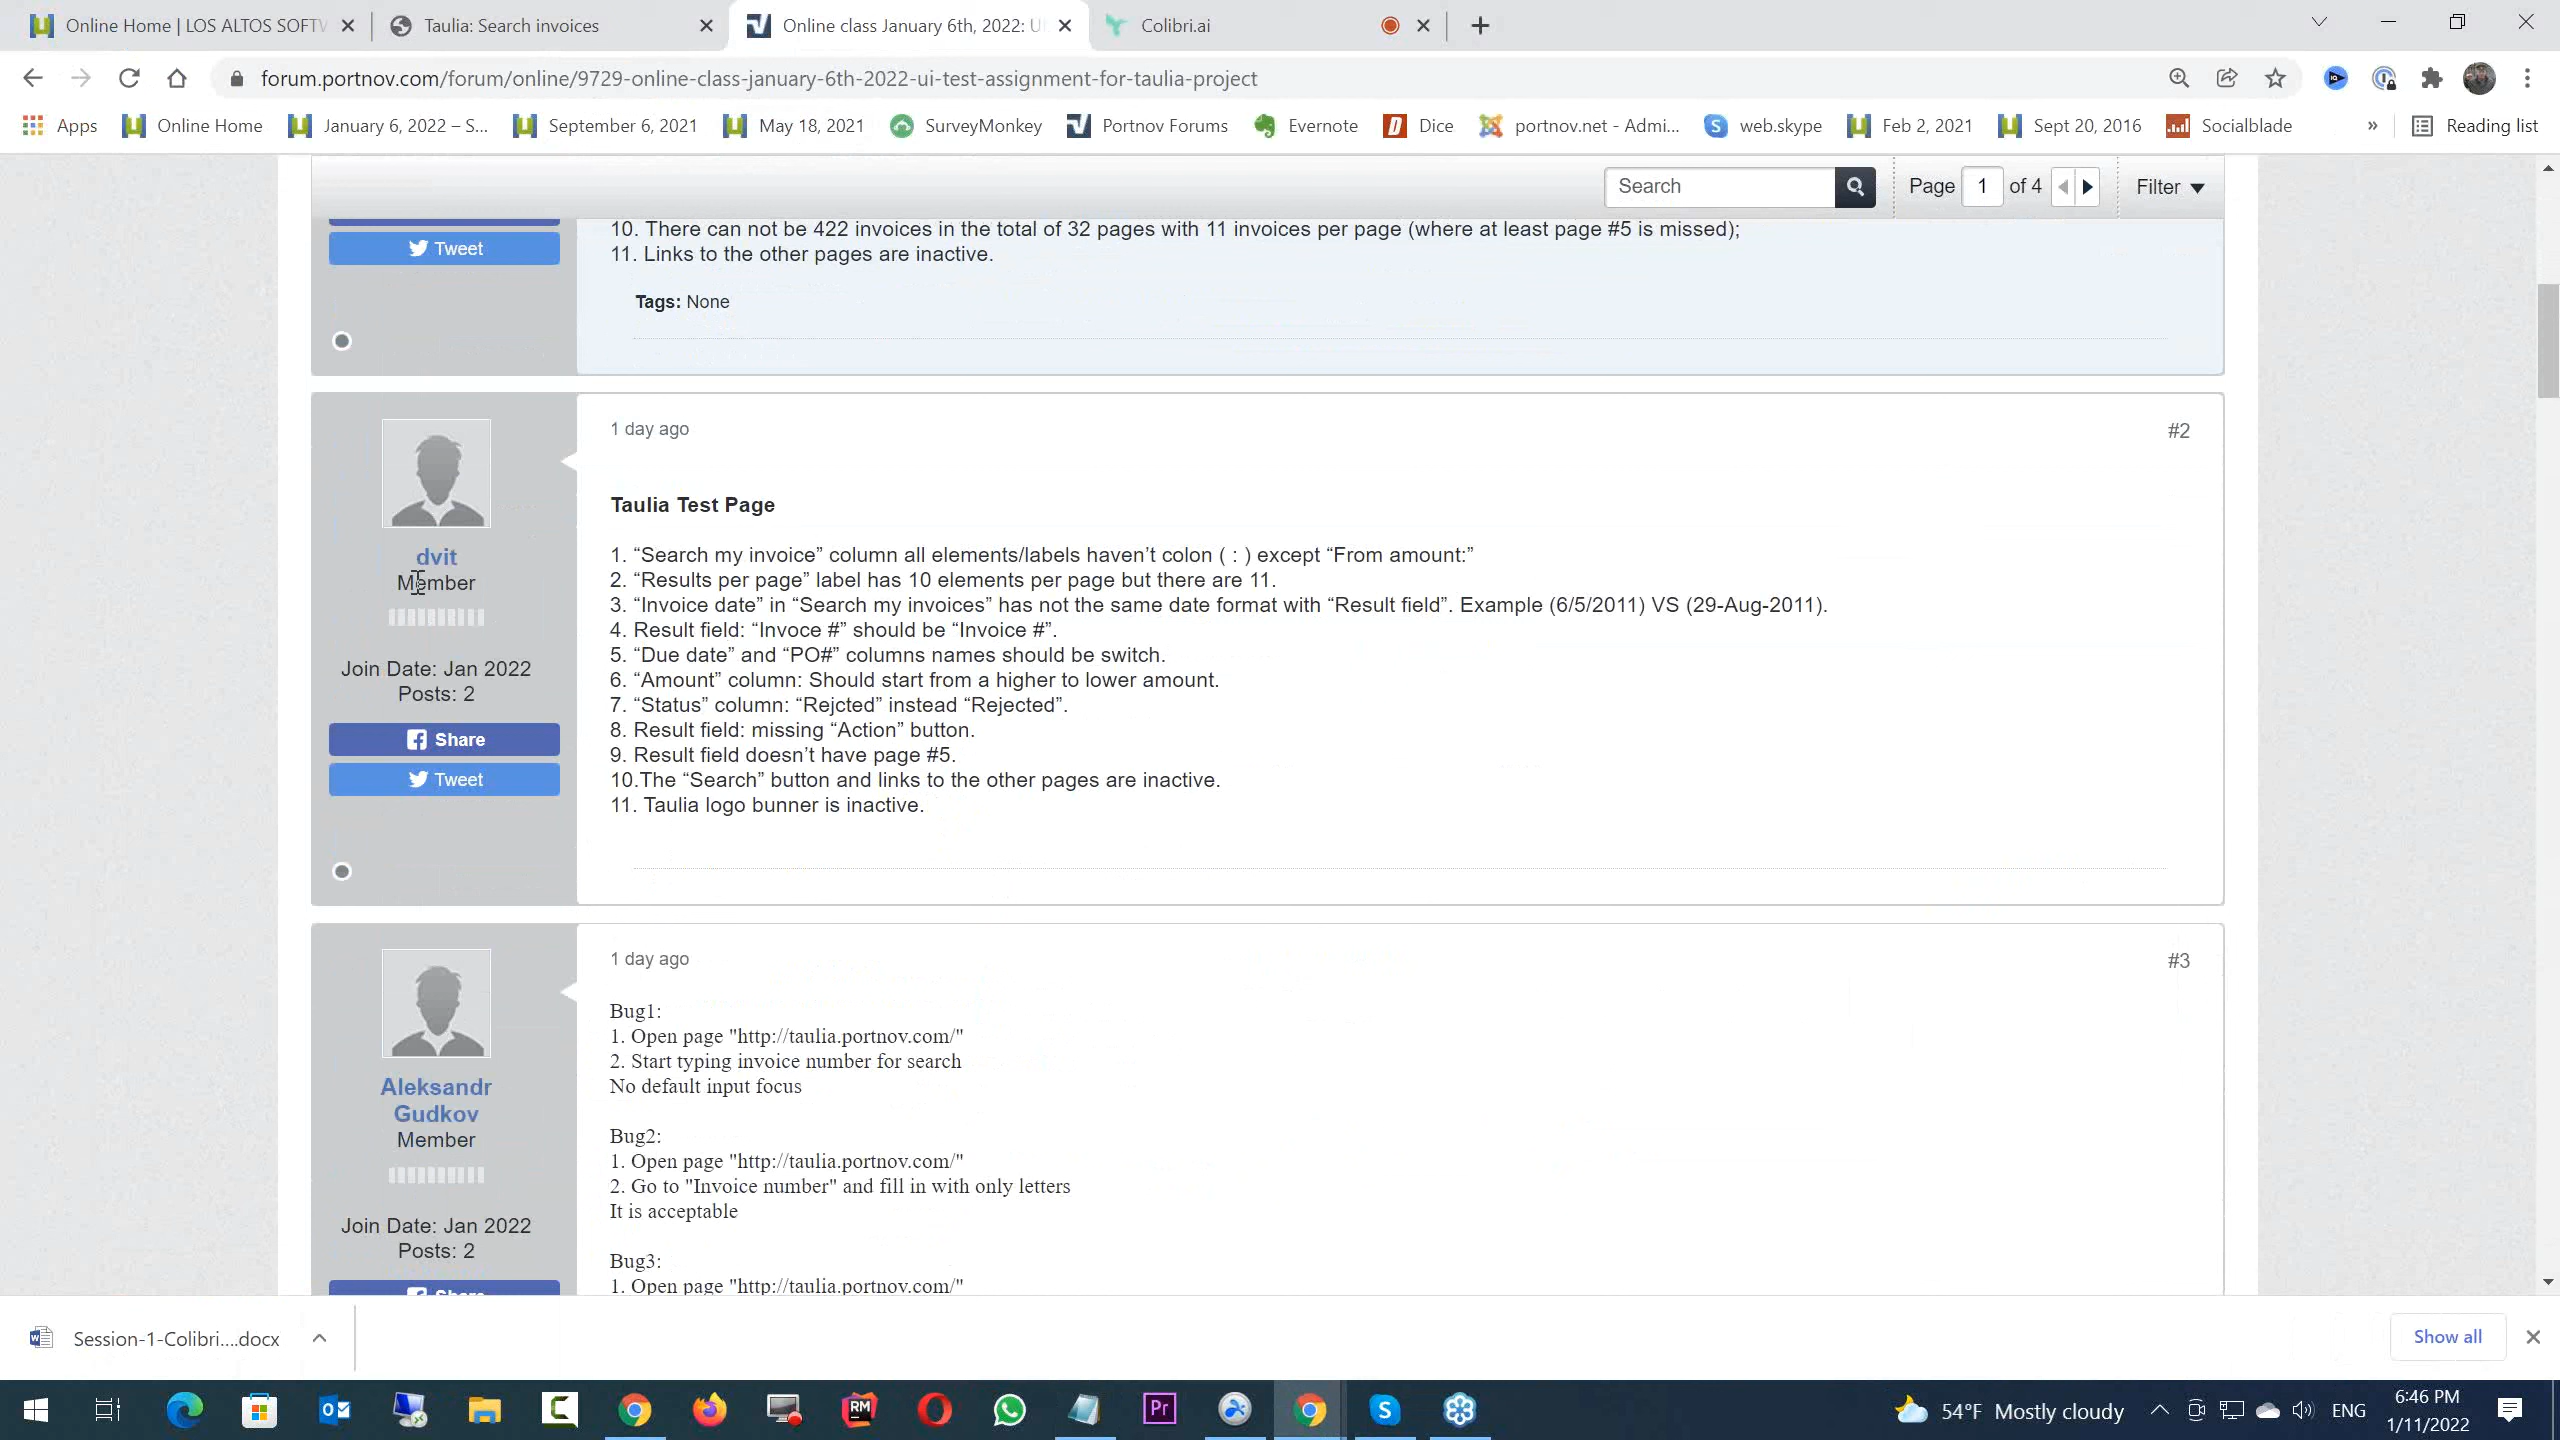 Online Home | LOS ALTOS SOFTW
Taulia: Search invoices
Online class January 6th, 2022: U
Colibri.ai
forum.portnov.com/forum/online/9729-online-class-january-6th-2022-ui-test-assignment-for-taulia-project
Apps
Online Home
January 6, 2022 – S...
September 6, 2021
May 18, 2021
SurveyMonkey
Portnov Forums
Evernote
Dice
portnov.net - Admi...
web.skype
Feb 2, 2021
Sept 20, 2016
Socialblade
»
Reading list
Search
Page 1 of 4
Filter
Tweet
10. There can not be 422 invoices in the total of 32 pages with 11 invoices per page (where at least page #5 is missed);
11. Links to the other pages are inactive.
Tags: None
dvit
Member
Join Date: Jan 2022
Posts: 2
Share
Tweet
1 day ago
#2
Taulia Test Page
1. “Search my invoice” column all elements/labels haven’t colon ( : ) except “From amount:”
2. “Results per page” label has 10 elements per page but there are 11.
3. “Invoice date” in “Search my invoices” has not the same date format with “Result field”. Example (6/5/2011) VS (29-Aug-2011).
4. Result field: “Invoce #” should be “Invoice #”.
5. “Due date” and “PO#” columns names should be switch.
6. “Amount” column: Should start from a higher to lower amount.
7. “Status” column: “Rejcted” instead “Rejected”.
8. Result field: missing “Action” button.
9. Result field doesn’t have page #5.
10.The “Search” button and links to the other pages are inactive.
11. Taulia logo bunner is inactive.
Aleksandr
Gudkov
Member
Join Date: Jan 2022
Posts: 2
Share
1 day ago
#3
Bug1:
1. Open page "http://taulia.portnov.com/"
2. Start typing invoice number for search
No default input focus
Bug2:
1. Open page "http://taulia.portnov.com/"
2. Go to "Invoice number" and fill in with only letters
It is acceptable
Bug3:
1. Open page "http://taulia.portnov.com/"
Session-1-Colibri....docx
Show all
54°F Mostly cloudy
ENG
6:46 PM
1/11/2022